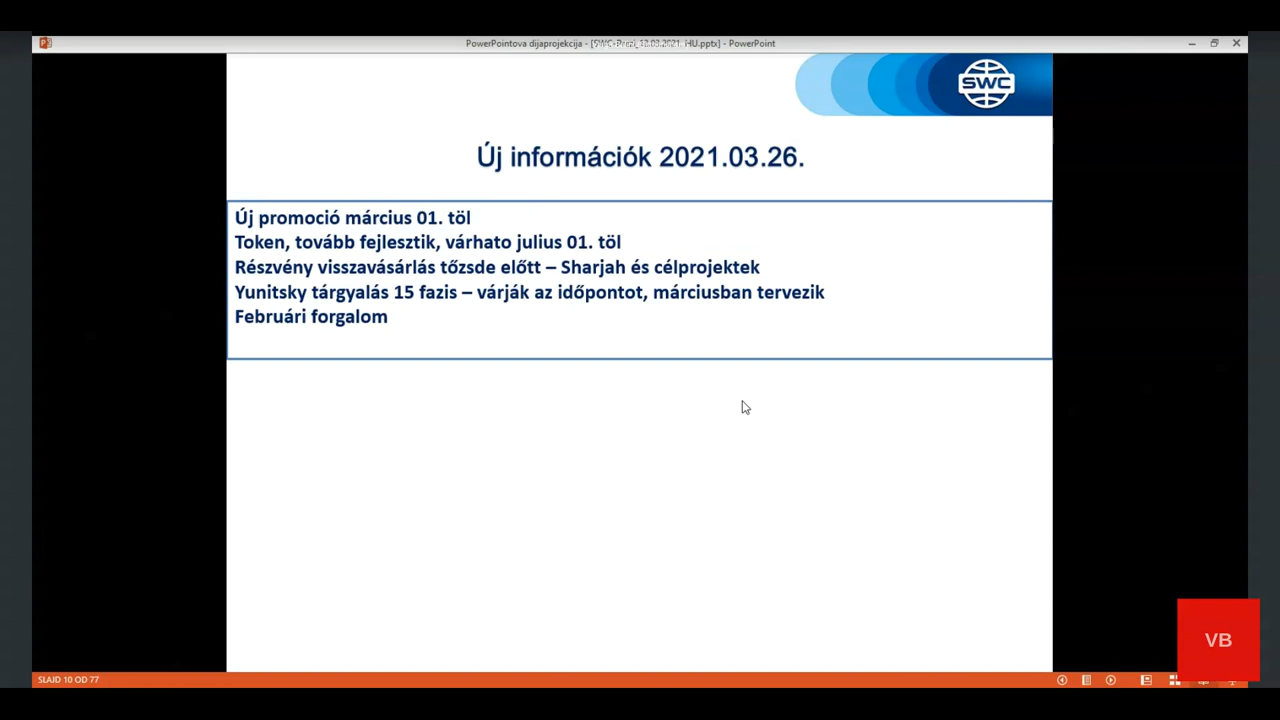 PowerPointova dijaprojekcija - [SWC-Prezi_12.03.2021. HU.pptx] - PowerPoint
SWC
Új információk 2021.03.26.
Új promoció március 01. töl
Token, tovább fejlesztik, várhato julius 01. töl
Részvény visszavásárlás tőzsde előtt – Sharjah és célprojektek
Yunitsky tárgyalás 15 fazis – várják az időpontot, márciusban tervezik
Februári forgalom
VB
SLAJD 10 OD 77